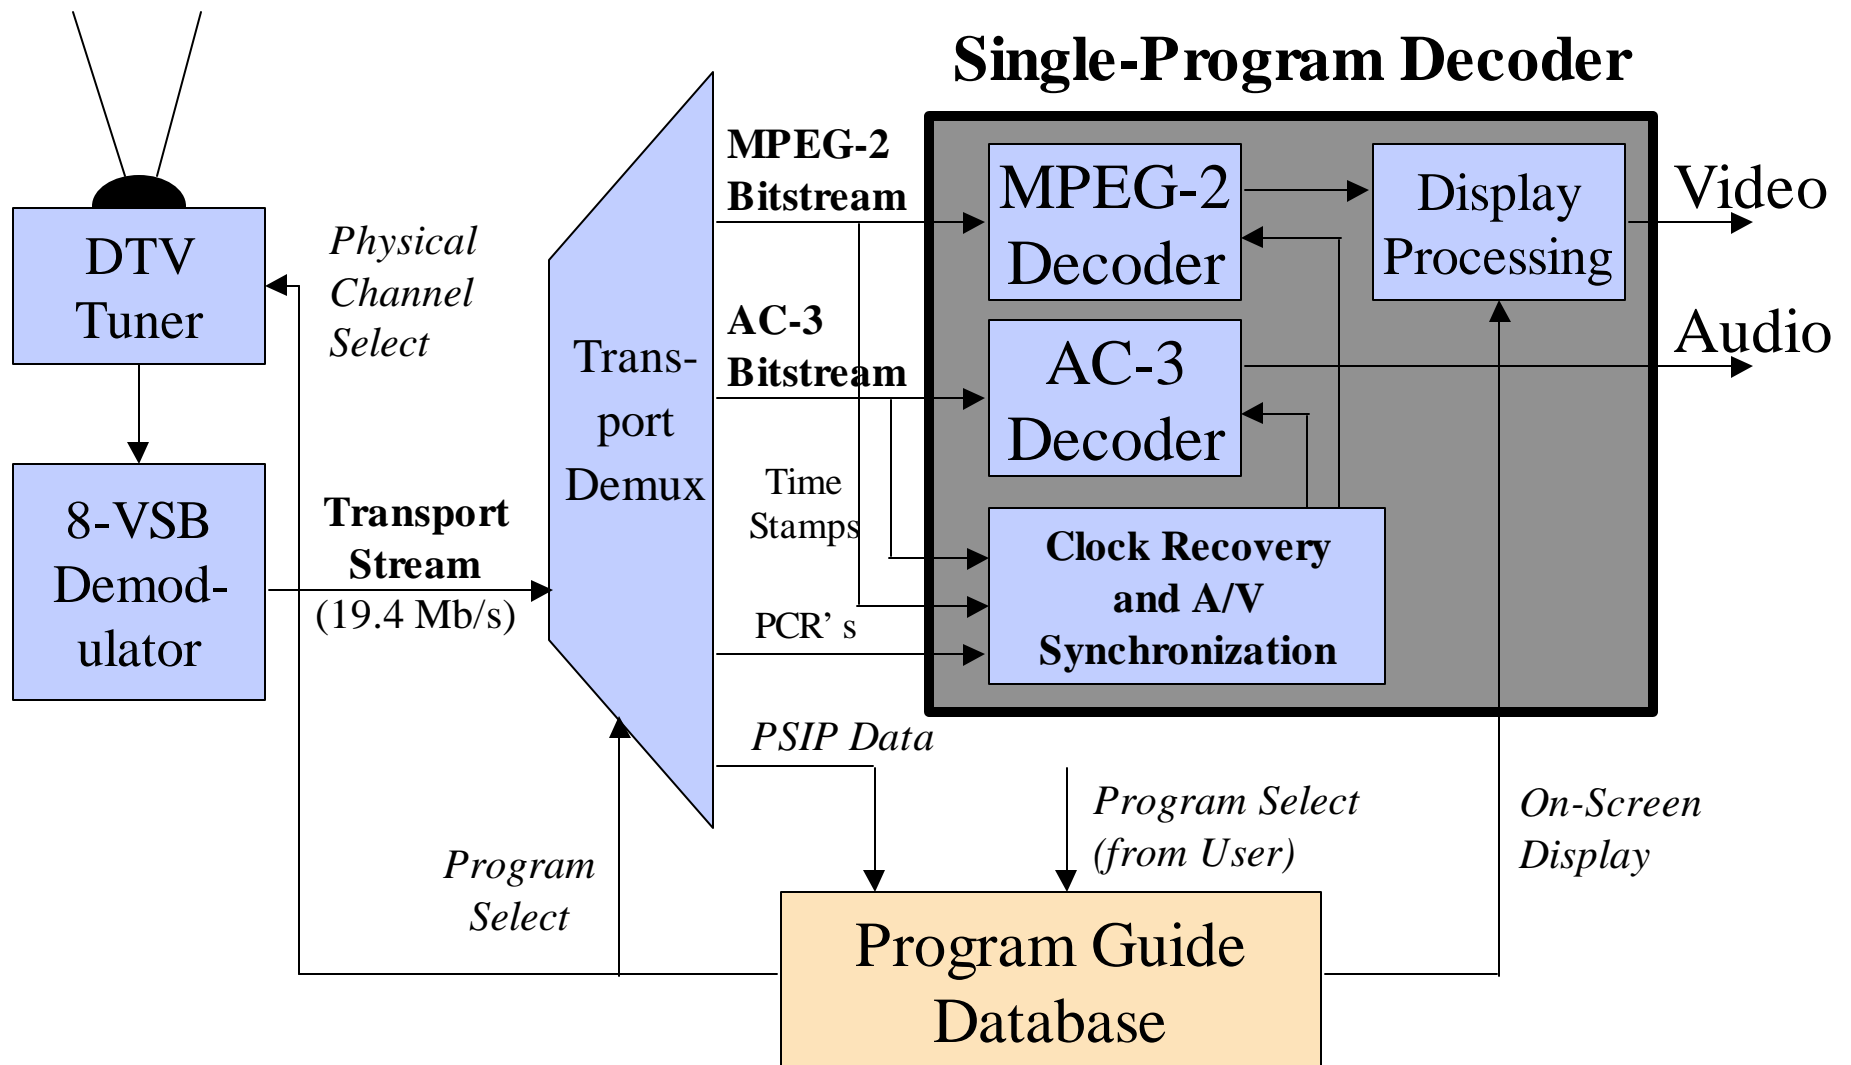 Single-Program Decoder
DTV
Tuner
8-VSB
Demod-
ulator
Physical
Channel
Select
Transport
Stream
(19.4 Mb/s)
Trans-
port
Demux
MPEG-2
Bitstream
AC-3
Bitstream
Time
Stamps
PCR’ s
PSIP Data
Program
Select
MPEG-2
Decoder
AC-3
Decoder
Clock Recovery
and A/V
Synchronization
Display
Processing
Video
Audio
Program Select
(from User)
On-Screen
Display
Program Guide
Database